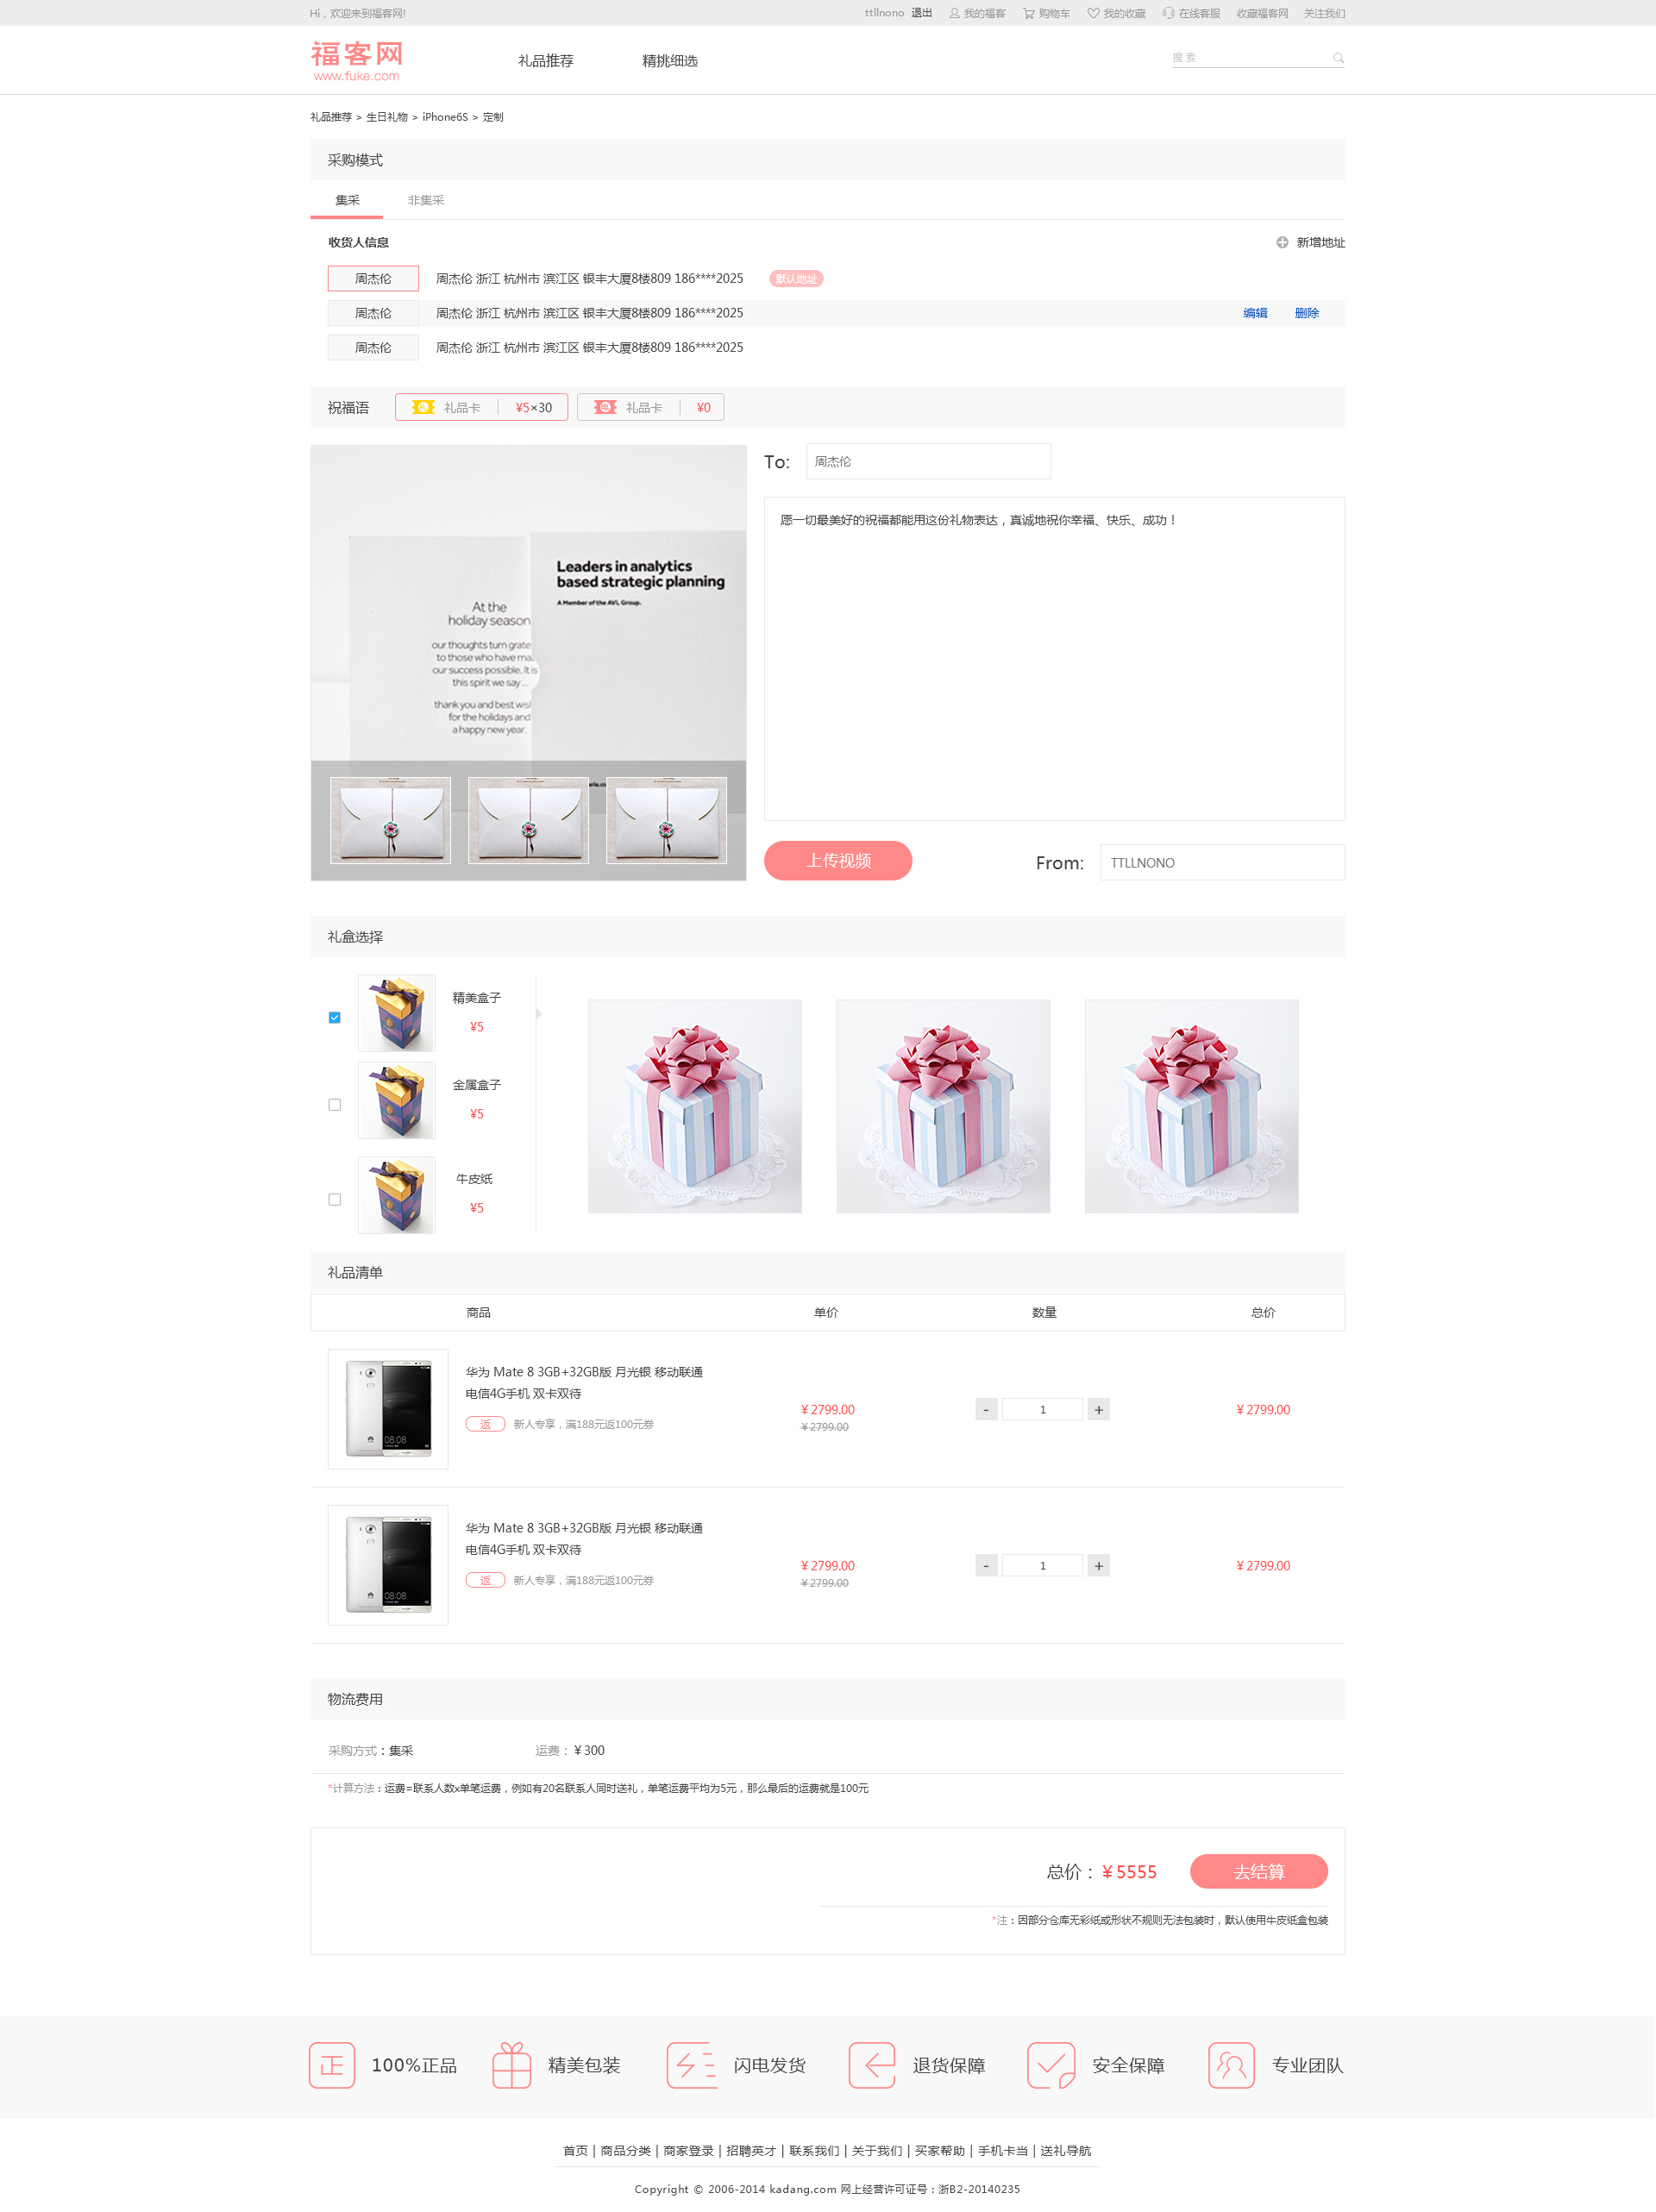 Hi，欢迎来到福客网!
ttllnono 退出 我的福客 购物车 我的收藏 在线客服 收藏福客网 关注我们
福客网
www.fuke.com
礼品推荐 精挑细选
搜索
礼品推荐 > 生日礼物 > iPhone6S > 定制
采购模式
集采 非集采
收货人信息 新增地址
周杰伦 周杰伦 浙江 杭州市 滨江区 银丰大厦8楼809 186****2025 默认地址
周杰伦 周杰伦 浙江 杭州市 滨江区 银丰大厦8楼809 186****2025 编辑 删除
周杰伦 周杰伦 浙江 杭州市 滨江区 银丰大厦8楼809 186****2025
祝福语 礼品卡 ¥5×30 礼品卡 ¥0
To: 周杰伦
愿一切最美好的祝福都能用这份礼物表达，真诚地祝你幸福、快乐、成功！
Leaders in analytics
based strategic planning
A Member of the AVL Group.
At the
holiday season
our thoughts turn grate
to those who have ma
our success possible. It is
this spirit we say...
thank you and best wis
for the holidays and
a happy new year.
上传视频 From: TTLLNONO
礼盒选择
精美盒子
¥5
金属盒子
¥5
牛皮纸
¥5
礼品清单
商品 单价 数量 总价
华为 Mate 8 3GB+32GB版 月光银 移动联通
电信4G手机 双卡双待
返 新人专享，满188元返100元券
08:08
¥2799.00
¥2799.00
- 1 +
¥2799.00
华为 Mate 8 3GB+32GB版 月光银 移动联通
电信4G手机 双卡双待
返 新人专享，满188元返100元券
08:08
¥2799.00
¥2799.00
- 1 +
¥2799.00
物流费用
采购方式：集采 运费：¥300
*计算方法：运费=联系人数x单笔运费，例如有20名联系人同时送礼，单笔运费平均为5元，那么最后的运费就是100元
总价：¥5555 去结算
*注：因部分仓库无彩纸或形状不规则无法包装时，默认使用牛皮纸盒包装
正 100%正品 精美包装 闪电发货 退货保障 安全保障 专业团队
首页 | 商品分类 | 商家登录 | 招聘英才 | 联系我们 | 关于我们 | 买家帮助 | 手机卡当 | 送礼导航
Copyright © 2006-2014 kadang.com 网上经营许可证号：浙B2-20140235